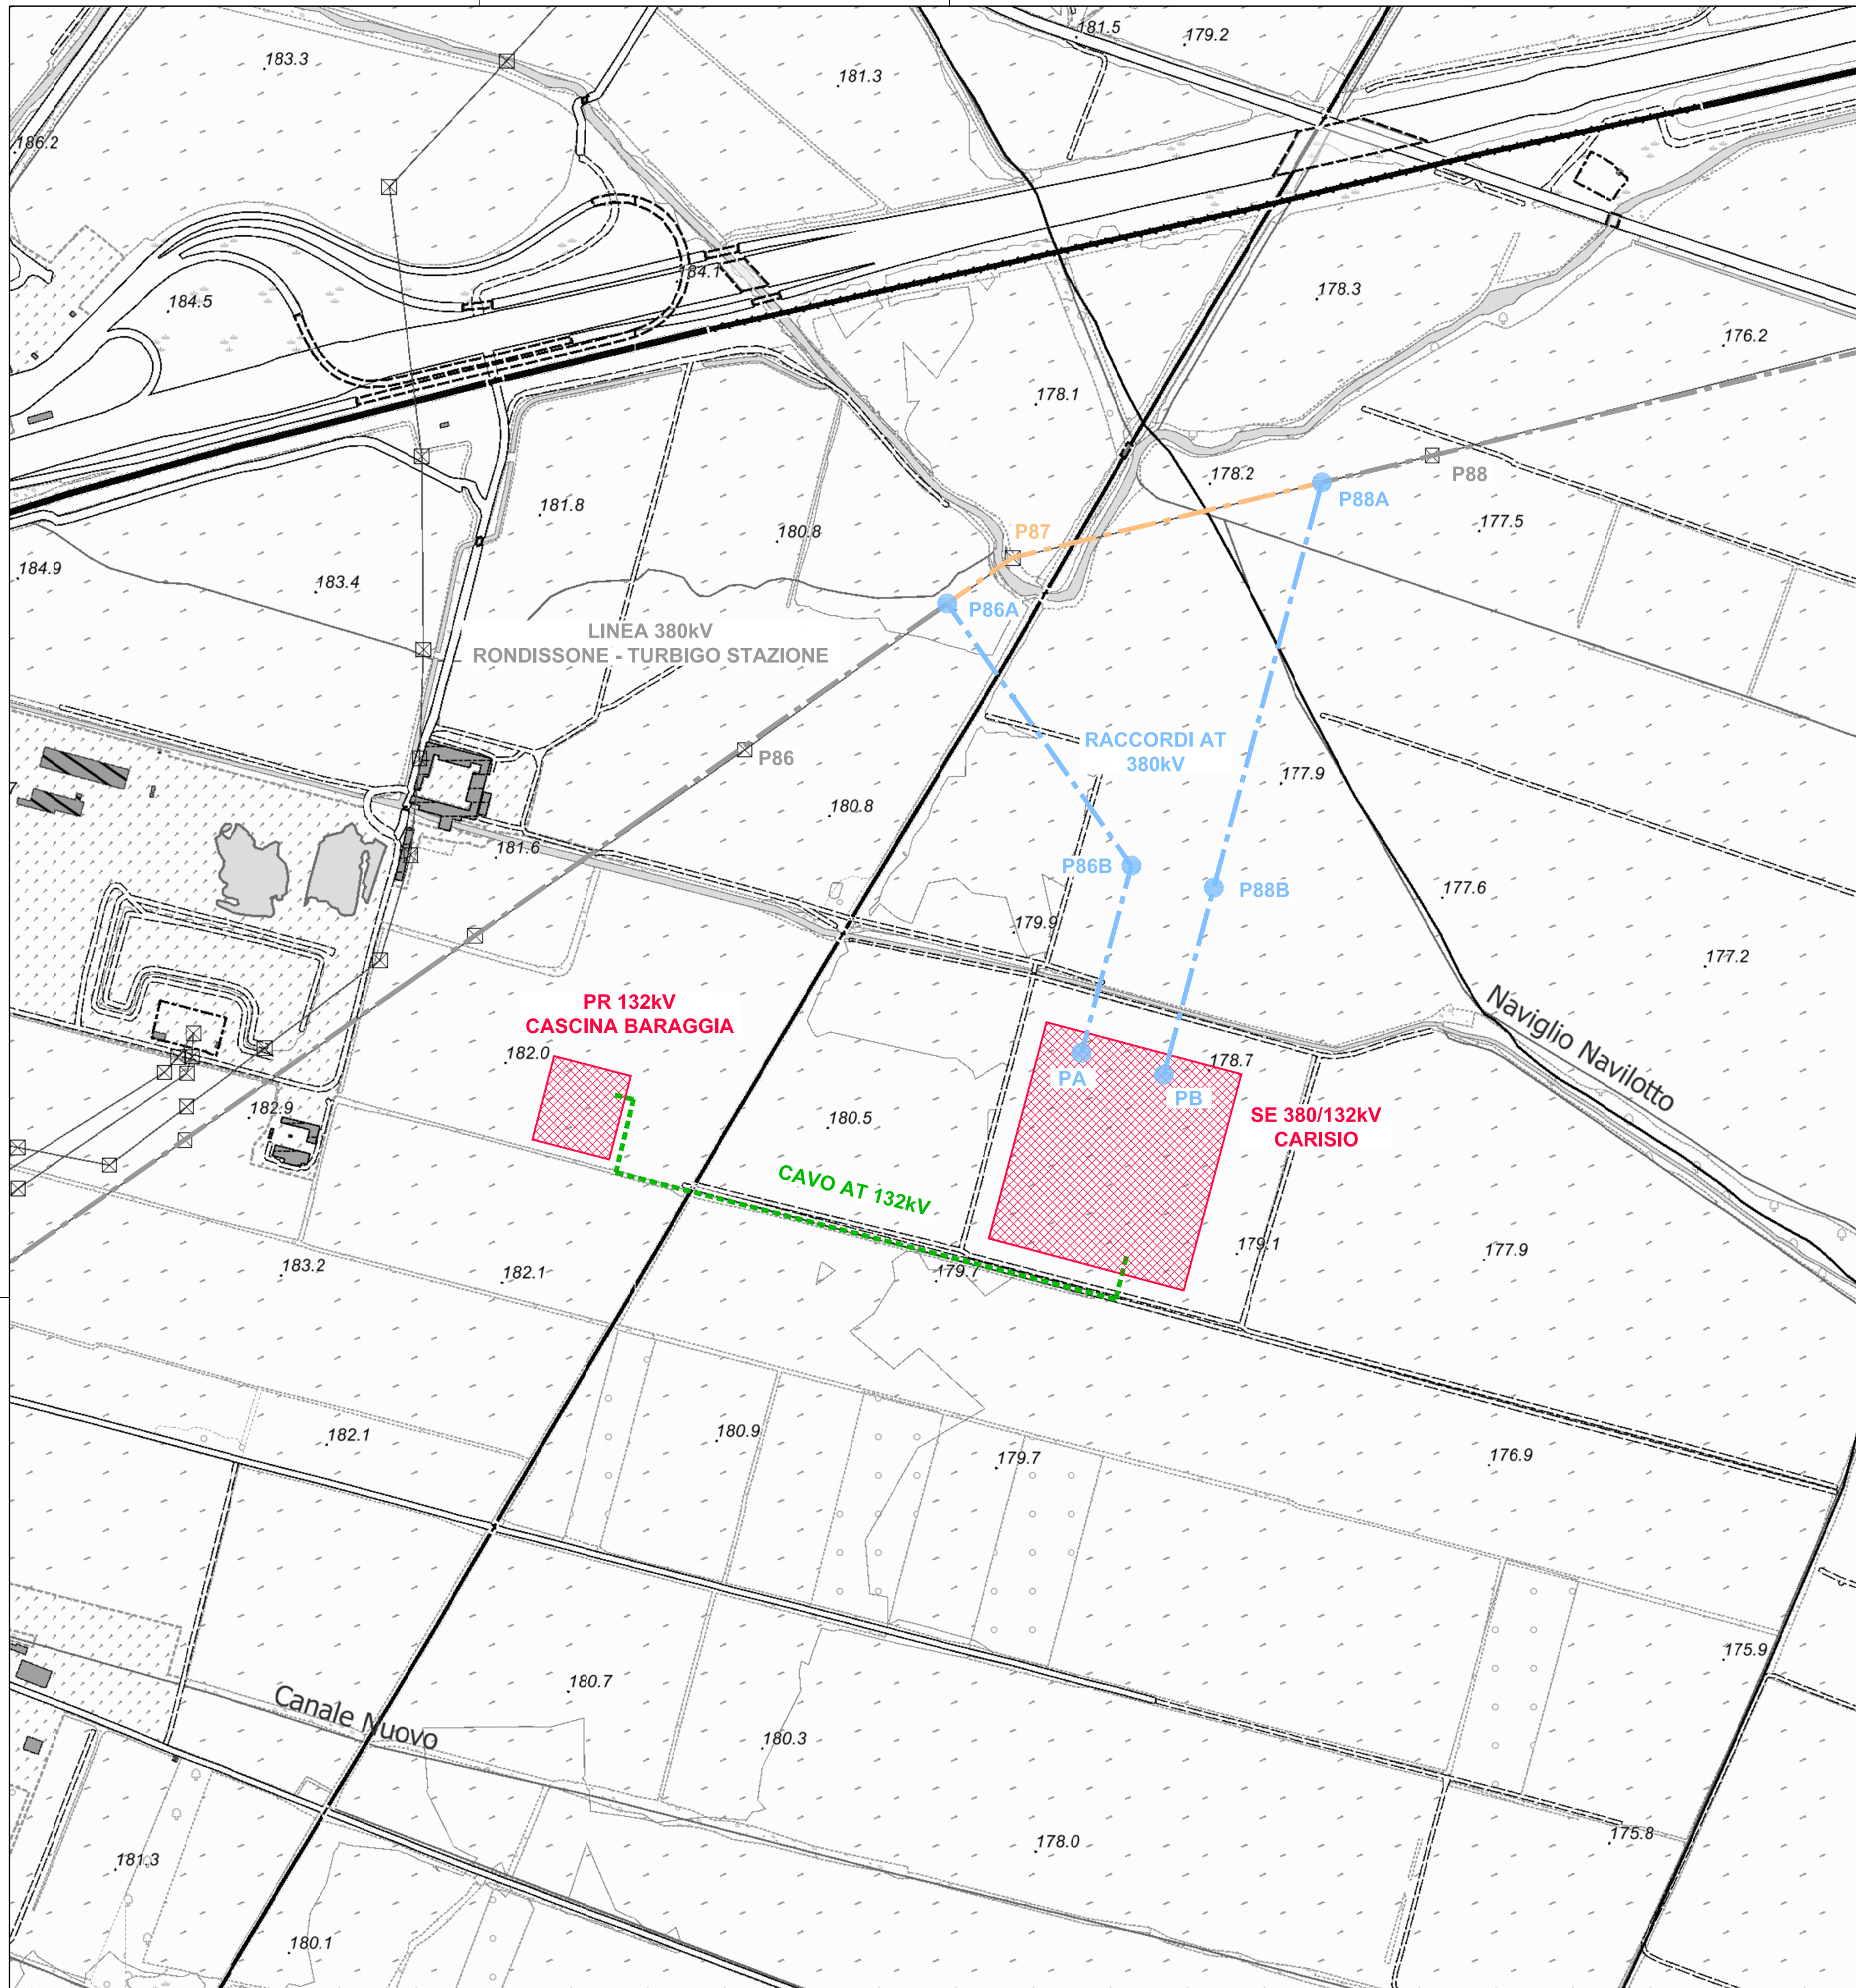 181.5
179.2
183.3
181.3
186.2
184.1
184.5
178.3
176.2
178.1
P88
178.2
P88A
181.8
177.5
180.8
P87
184.9
183.4
P86A
LINEA 380kV
RONDISSONE - TURBIGO STAZIONE
RACCORDI AT
380kV
P86
177.9
7
180.8
181.6
P86B
P88B
177.6
179.9
177.2
PR 132kV
CASCINA BARAGGIA
Naviglio Navilotto
182.0
178.7
PA
PB
182.9
180.5
SE 380/132kV
CARISIO
CAVO AT 132kV
179.1
177.9
183.2
182.1
179.7
182.1
180.9
179.7
176.9
175.9
180.7
Canale Nuovo
180.3
178.0
175.8
181.3
180.1